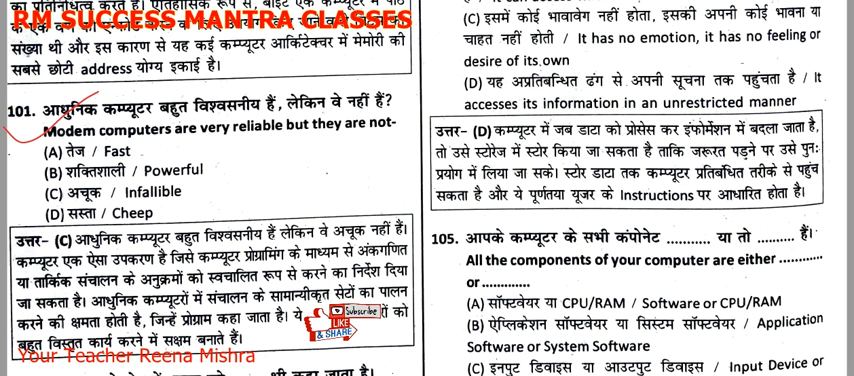 का प्रतिनिधित्व करते हैं। ऐतिहासिक रूप से, बाइट एक कम्प्यूटर में पाठ
RM SUCCESS MANTRA CLASSES
संख्या थी और इस कारण से यह कई कम्प्यूटर आर्किटेक्चर में मेमोरी की
सबसे छोटी address योग्य इकाई है।
101. आधुनिक कम्प्यूटर बहुत विश्वसनीय हैं, लेकिन वे नहीं हैं?
Modem computers are very reliable but they are not-
(A) तेज / Fast
(B) शक्तिशाली / Powerful
(C) अचूक / Infallible
(D) सस्ता / Cheep
उत्तर– (C) आधुनिक कम्प्यूटर बहुत विश्वसनीय हैं लेकिन वे अचूक नहीं हैं।
कम्प्यूटर एक ऐसा उपकरण है जिसे कम्प्यूटर प्रोग्रामिंग के माध्यम से अंकगणित
या तार्किक संचालन के अनुक्रमों को स्वचालित रूप से करने का निर्देश दिया
जा सकता है। आधुनिक कम्प्यूटरों में संचालन के सामान्यीकृत सेटों का पालन
करने की क्षमता होती है, जिन्हें प्रोग्राम कहा जाता है। ये
Subscribe
LIKE
& SHARE
को
बहुत विस्तृत कार्य करने में सक्षम बनाते हैं।
Your Teacher Reena Mishra
भी कहा जाता है।
(C) इसमें कोई भावावेग नहीं होता, इसकी अपनी कोई भावना या
चाहत नहीं होती / It has no emotion, it has no feeling or
desire of its own
(D) यह अप्रतिबन्धित ढंग से अपनी सूचना तक पहुंचता है / It
accesses its information in an unrestricted manner
उत्तर– (D) कम्प्यूटर में जब डाटा को प्रोसेस कर इंफोर्मेशन में बदला जाता है,
तो उसे स्टोरेज में स्टोर किया जा सकता है ताकि जरूरत पड़ने पर उसे पुनः
प्रयोग में लिया जा सके। स्टोर डाटा तक कम्प्यूटर प्रतिबंधित तरीके से पहुंच
सकता है और ये पूर्णतया यूजर के Instructions पर आधारित होता है।
105. आपके कम्प्यूटर के सभी कंपोनेट ........... या तो .......... हैं।
All the components of your computer are either ............
or .............
(A) सॉफ्टवेयर या CPU/RAM / Software or CPU/RAM
(B) ऐप्लिकेशन सॉफ्टवेयर या सिस्टम सॉफ्टवेयर / Application
Software or System Software
(C) इनपुट डिवाइस या आउटपुट डिवाइस / Input Device or